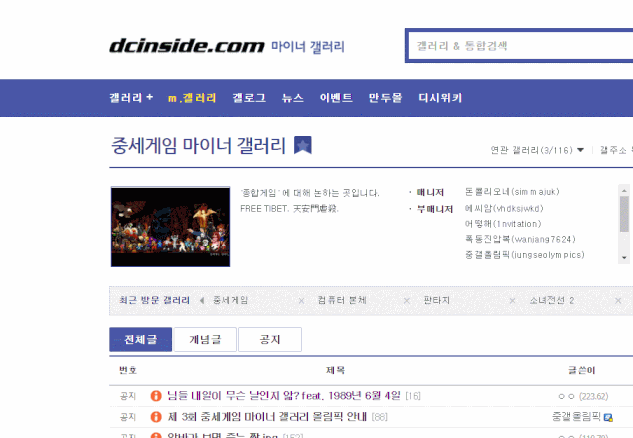 dcinside.com 마이너 갤러리
갤러리 & 통합검색
갤러리 + m.갤러리 갤로그 뉴스 이벤트 만두몰 디시위키
중세게임 마이너 갤러리
연관 갤러리(3/116) 갤주소
'종합게임'에 대해 논하는 곳입니다.
FREE TIBET. 天安門虐殺.
· 매니저 돈콜리오네(simmajuk)
· 부매니저 에씨앙(vhdksiwkd)
어떻해(1nvitation)
폭동진압복(wanjang7624)
중갤올림픽(jungseolympics)
최근 방문 갤러리 중세게임 × 컴퓨터 본체 × 판타지 × 소녀전선 2 ×
전체글 개념글 공지
번호 제목 글쓴이
공지 님들 내일이 무슨 날인지 앎? feat. 1989년 6월 4일 [16] ㅇㅇ (223.62)
공지 제 3회 중세게임 마이너 갤러리 올림픽 안내 [88] 중갤올림픽
공지